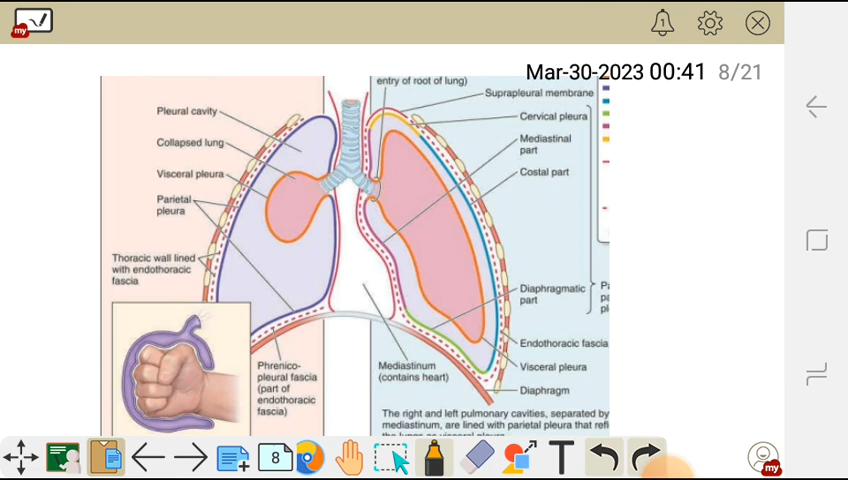 my
1
Mar-30-2023 00:41 8/21
entry of root of lung)
Suprapleural membrane
Pleural cavity
Cervical pleura
Collapsed lung
Mediastinal
part
Visceral pleura
Costal part
Parietal
pleura
Thoracic wall lined
with endothoracic
fascia
Diaphragmatic
part
Endothoracic fascia
Phrenico-
pleural fascia
(part of
endothoracic
fascia)
Mediastinum
(contains heart)
Visceral pleura
Diaphragm
The right and left pulmonary cavities, separated by
mediastinum, are lined with parietal pleura that
8
T
my